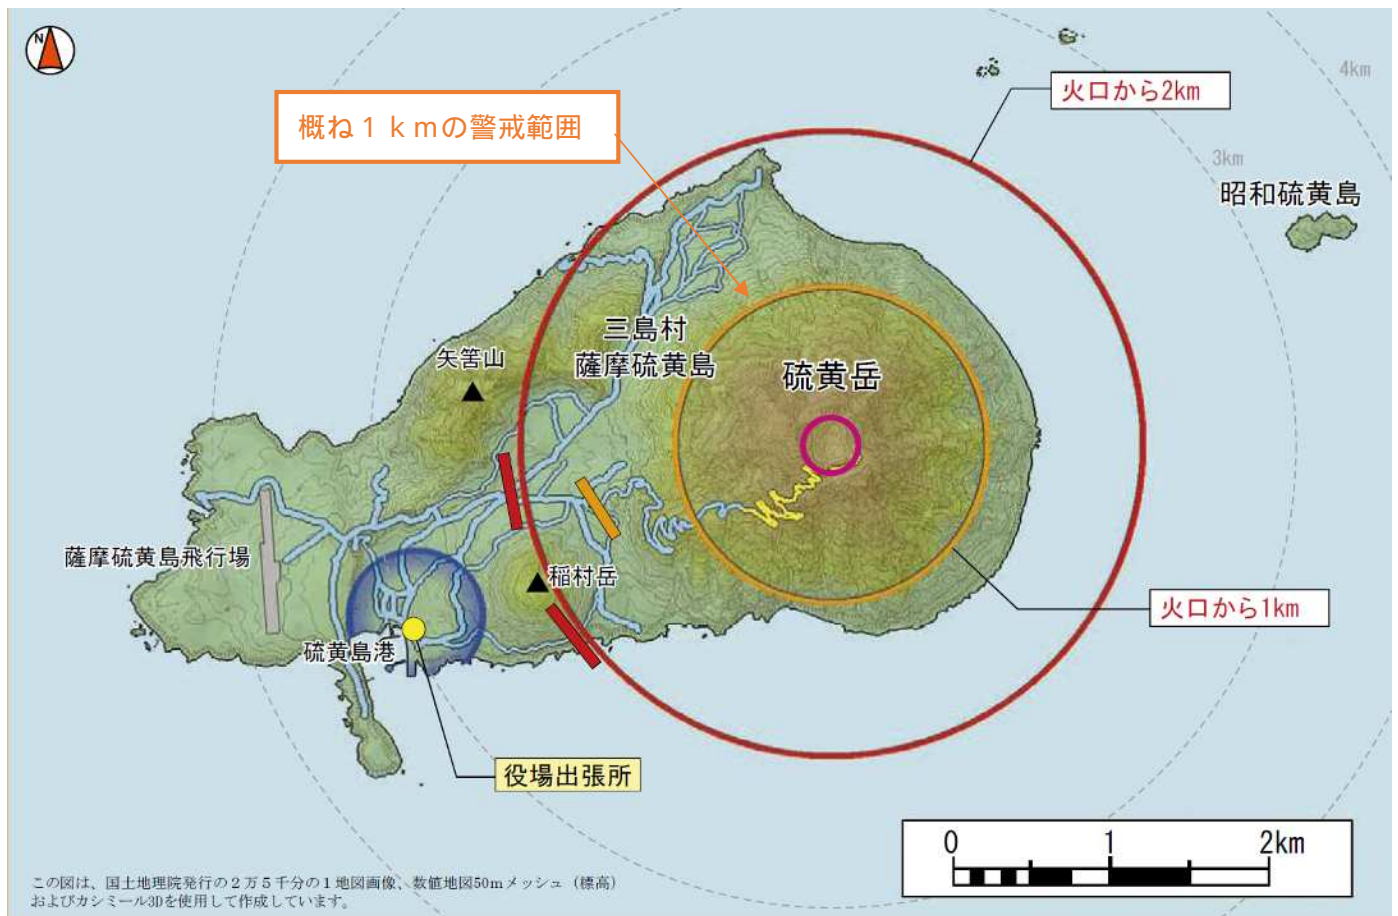 N
4km
火口から2km
概ね１ｋｍの警戒範囲
3km
昭和硫黄島
三島村
薩摩硫黄島
矢筈山
硫黄岳
薩摩硫黄島飛行場
稲村岳
火口から1km
硫黄島港
役場出張所
0 1 2km
この図は、国土地理院発行の２万５千分の１地図画像、数値地図50mメッシュ（標高）
およびカシミール3Dを使用して作成しています。